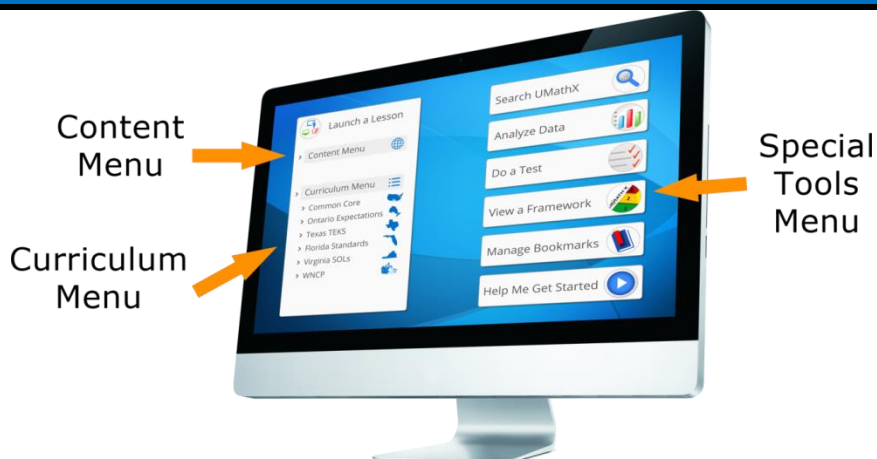 Content
Menu
Curriculum
Menu
Launch a Lesson
› Content Menu
› Curriculum Menu
› Common Core
› Ontario Expectations
› Texas TEKS
› Florida Standards
› Virginia SOLs
› WNCP
Search UMathX
Analyze Data
Do a Test
View a Framework
Manage Bookmarks
Help Me Get Started
Special
Tools
Menu